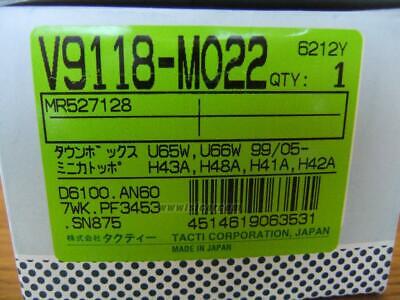 V9118-M022 6212Y
QTY: 1
MR527128
タウンボックス U65W,U66W 99/05-
ミニカトッポ H43A,H48A,H41A,H42A
D6100.AN60
7WK.PF3453
.SN875 4514619063531
株式会社 タクティー TACTI CORPORATION, JAPAN
MADE IN JAPAN